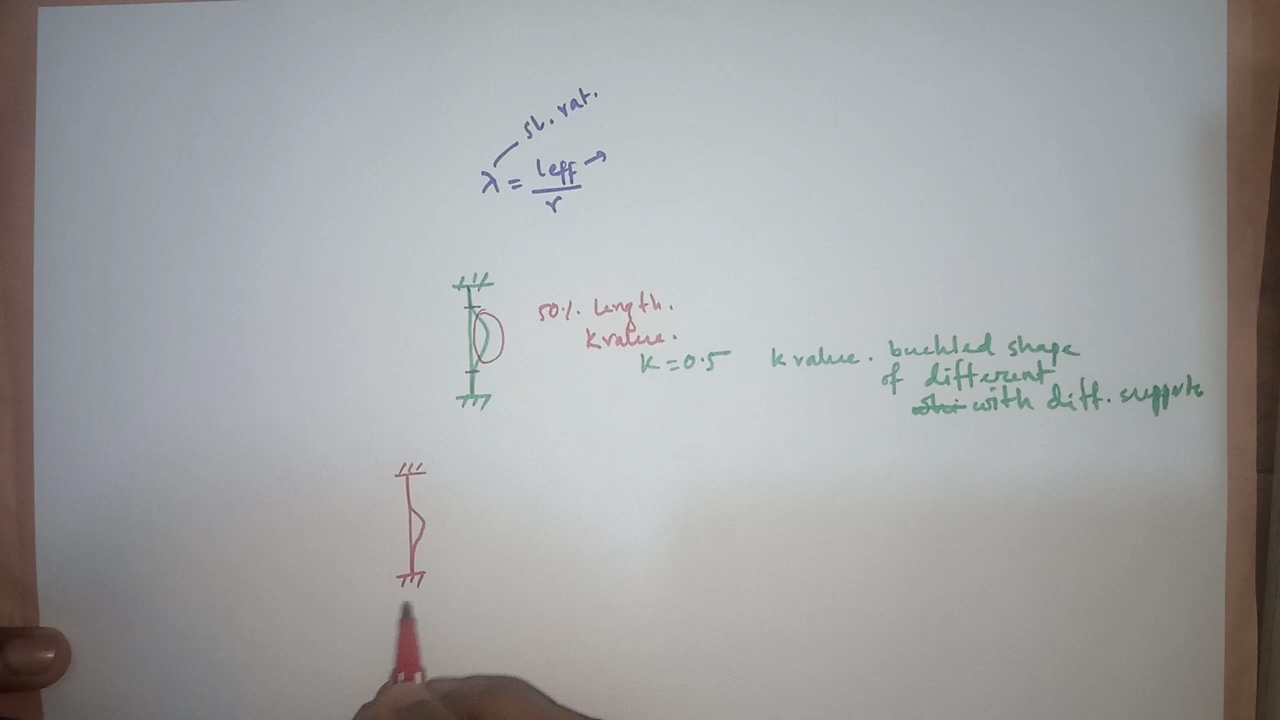 sl. rat.
λ = leff / r →
50%. length.
k value.
K = 0.5
k value. buckled shape
of different
with diff. supports